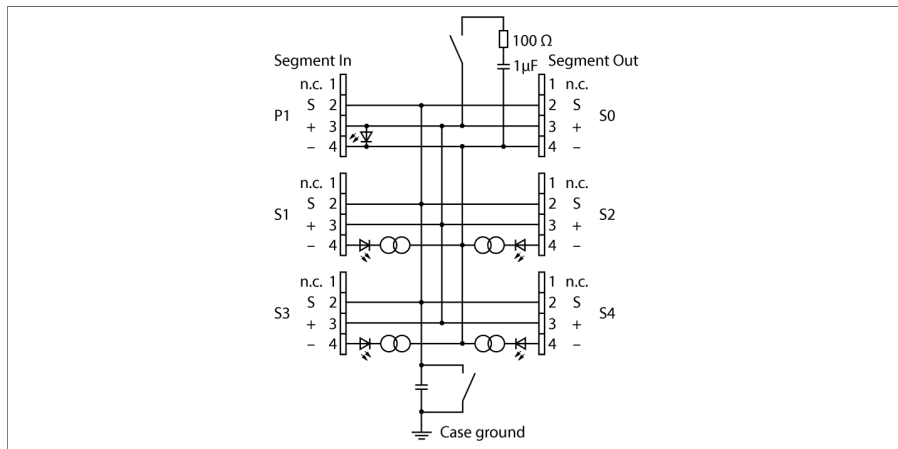 100 Ω
Segment In
1µF
Segment Out
n.c. 1
1 n.c.
S 2
2 S
P1
S0
+ 3
3 +
– 4
4 –
n.c. 1
1 n.c.
S 2
2 S
S1
S2
+ 3
3 +
– 4
4 –
n.c. 1
1 n.c.
S 2
2 S
S3
S4
+ 3
3 +
– 4
4 –
Case ground